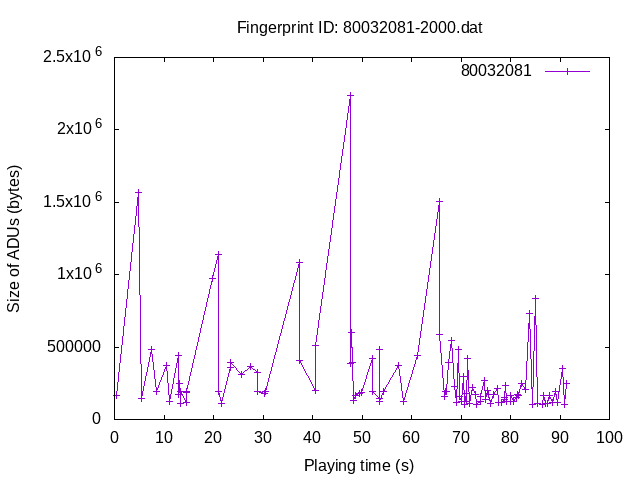 Fingerprint ID: 80032081-2000.dat
2.5x10 6
80032081
2x10 6
1.5x10 6
1x10 6
500000
0
Size of ADUs (bytes)
0 10 20 30 40 50 60 70 80 90 100
Playing time (s)